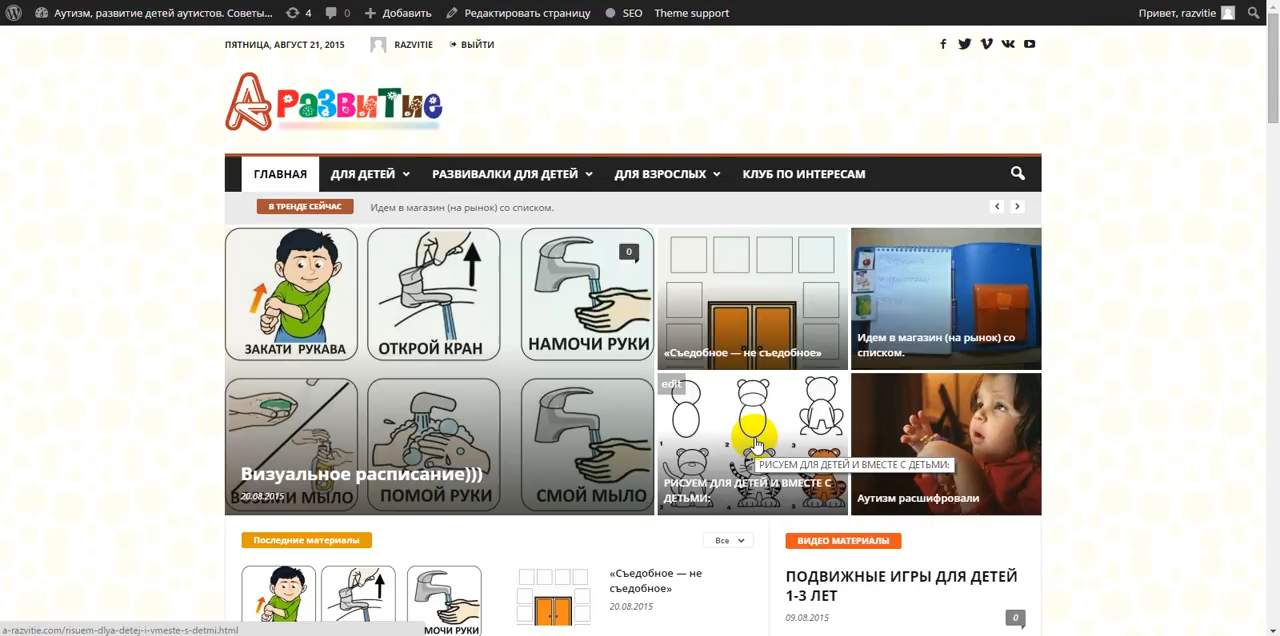 Аутизм, развитие детей аутистов. Советы... 4 0 Добавить Редактировать страницу SEO Theme support Привет, razvitie
ПЯТНИЦА, АВГУСТ 21, 2015 RAZVITIE ВЫЙТИ
А РАЗВИТИЕ
ГЛАВНАЯ ДЛЯ ДЕТЕЙ РАЗВИВАЛКИ ДЛЯ ДЕТЕЙ ДЛЯ ВЗРОСЛЫХ КЛУБ ПО ИНТЕРЕСАМ
В ТРЕНДЕ СЕЙЧАС Идем в магазин (на рынок) со списком.
0
ЗАКАТИ РУКАВА ОТКРОЙ КРАН НАМОЧИ РУКИ
«Съедобное — не съедобное»
Идем в магазин (на рынок) со
списком.
edit
1 2 3
РИСУЕМ ДЛЯ ДЕТЕЙ И ВМЕСТЕ С ДЕТЬМИ:
РИСУЕМ ДЛЯ ДЕТЕЙ И ВМЕСТЕ С
ДЕТЬМИ:
Аутизм расшифровали
Визуальное расписание)))
20.08.2015
ВОЗЬМИ МЫЛО ПОМОЙ РУКИ СМОЙ МЫЛО
Последние материалы Все
ВИДЕО МАТЕРИАЛЫ
«Съедобное — не
съедобное»
20.08.2015
ПОДВИЖНЫЕ ИГРЫ ДЛЯ ДЕТЕЙ
1-3 ЛЕТ
09.08.2015 0
МОЧИ РУКИ
a-razvitie.com/risuem-dlya-detej-i-vmeste-s-detmi.html